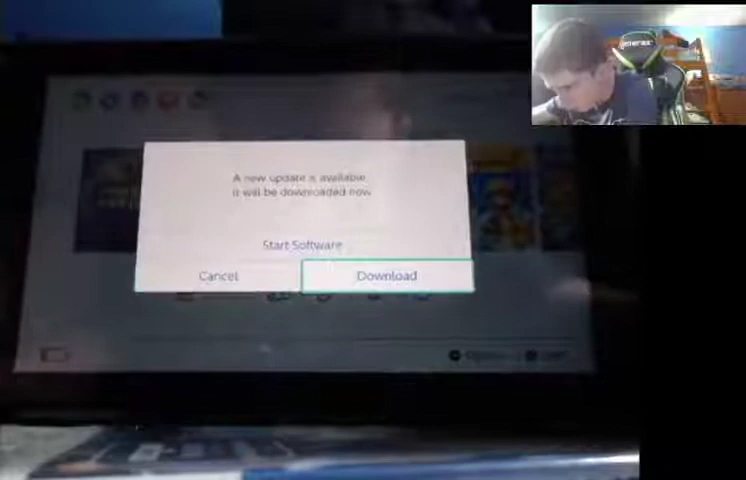 A new update is available.
It will be downloaded now.
Start Software
Cancel
Download